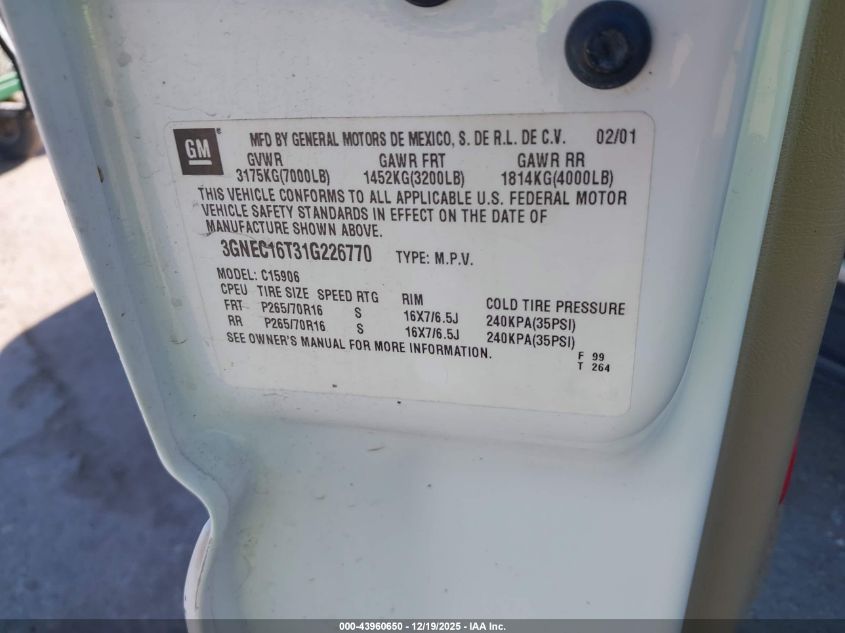 GM® MFD BY GENERAL MOTORS DE MEXICO, S. DE R.L. DE C.V. 02/01
GVWR GAWR FRT GAWR RR
3175KG(7000LB) 1452KG(3200LB) 1814KG(4000LB)
THIS VEHICLE CONFORMS TO ALL APPLICABLE U.S. FEDERAL MOTOR
VEHICLE SAFETY STANDARDS IN EFFECT ON THE DATE OF
MANUFACTURE SHOWN ABOVE.
3GNEC16T31G226770 TYPE: M.P.V.
MODEL: C15906
CPEU TIRE SIZE SPEED RTG RIM COLD TIRE PRESSURE
FRT P265/70R16 S 16X7/6.5J 240KPA(35PSI)
RR P265/70R16 S 16X7/6.5J 240KPA(35PSI)
SEE OWNER'S MANUAL FOR MORE INFORMATION.
F 99
T 264
000-43960650 - 12/19/2025 - IAA Inc.